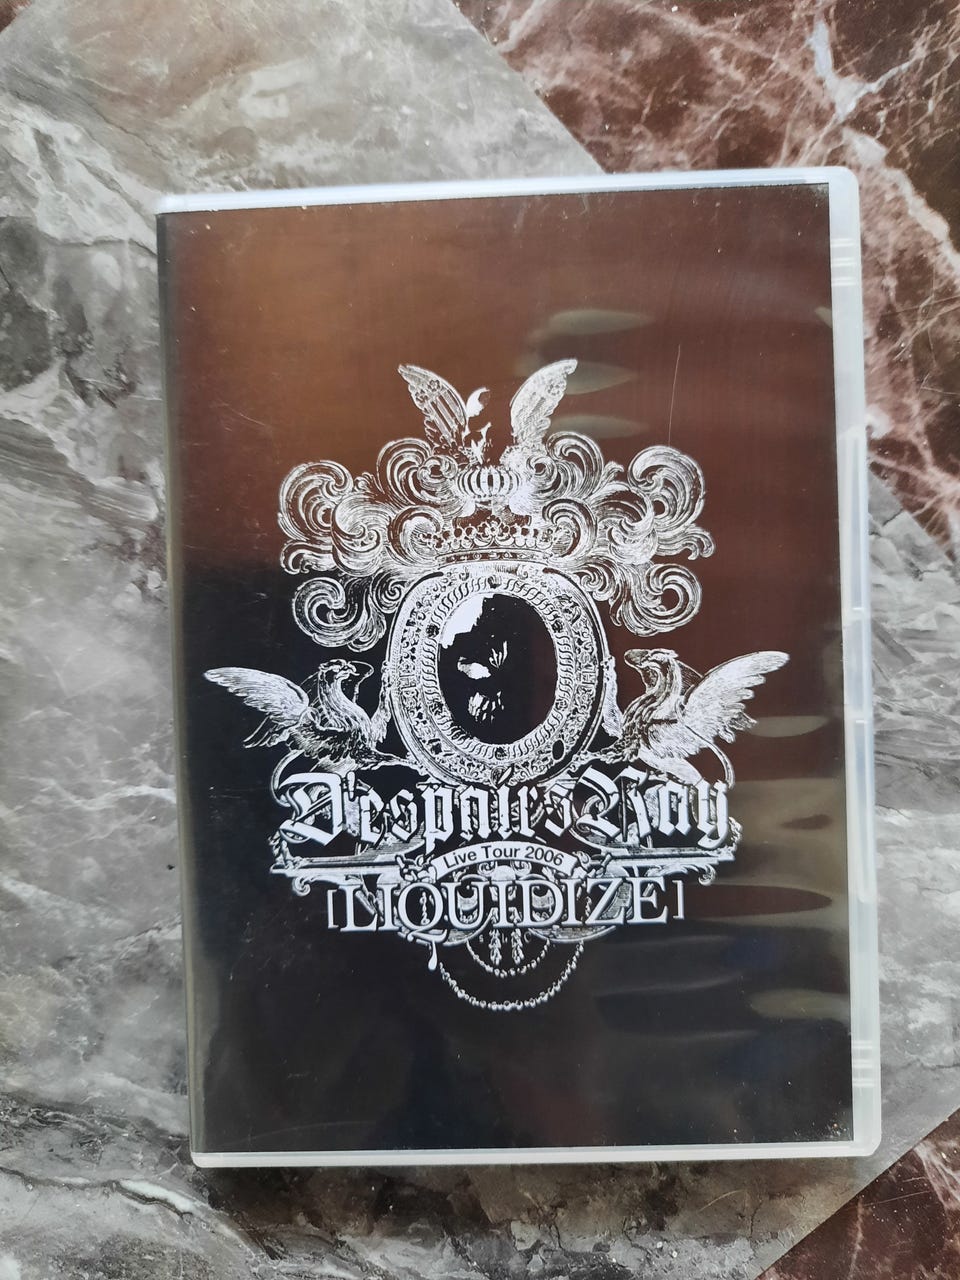 D'espairsRay
Live Tour 2006
[LIQUIDIZE]